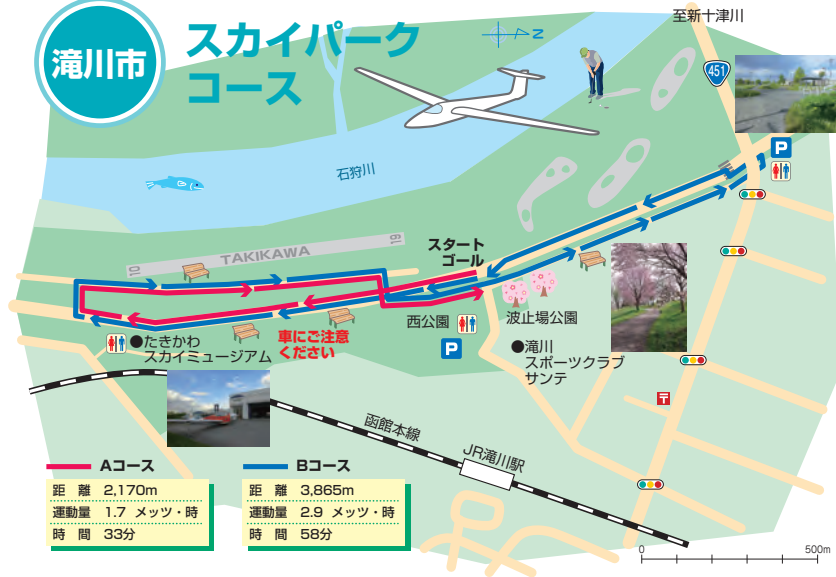 滝川市
スカイパーク
コース
N
至新十津川
451
P
石狩川
10
TAKIKAWA
19
スタート
ゴール
西公園
P
波止場公園
●滝川
スポーツクラブ
サンテ
車にご注意
ください
●たきかわ
スカイミュージアム
〒
函館本線
JR滝川駅
Aコース
距 離 2,170m
運動量 1.7 メッツ・時
時 間 33分
Bコース
距 離 3,865m
運動量 2.9 メッツ・時
時 間 58分
0 500m